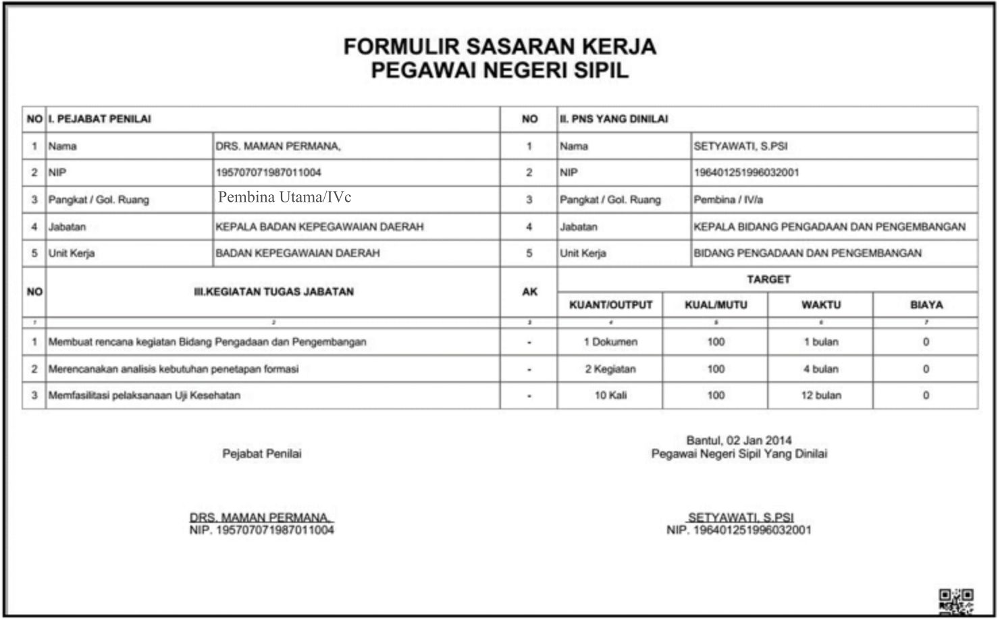 FORMULIR SASARAN KERJA
PEGAWAI NEGERI SIPIL
NO I. PEJABAT PENILAI NO II. PNS YANG DINILAI
1 Nama DRS. MAMAN PERMANA, 1 Nama SETYAWATI, S.PSI
2 NIP 195707071987011004 2 NIP 196401251996032001
3 Pangkat / Gol. Ruang Pembina Utama/IVc 3 Pangkat / Gol. Ruang Pembina / IV/a
4 Jabatan KEPALA BADAN KEPEGAWAIAN DAERAH 4 Jabatan KEPALA BIDANG PENGADAAN DAN PENGEMBANGAN
5 Unit Kerja BADAN KEPEGAWAIAN DAERAH 5 Unit Kerja BIDANG PENGADAAN DAN PENGEMBANGAN
NO III.KEGIATAN TUGAS JABATAN AK TARGET
KUANT/OUTPUT KUAL/MUTU WAKTU BIAYA
1 2 3 4 5 6 7
1 Membuat rencana kegiatan Bidang Pengadaan dan Pengembangan - 1 Dokumen 100 1 bulan 0
2 Merencanakan analisis kebutuhan penetapan formasi - 2 Kegiatan 100 4 bulan 0
3 Memfasilitasi pelaksanaan Uji Kesehatan - 10 Kali 100 12 bulan 0
Bantul, 02 Jan 2014
Pejabat Penilai Pegawai Negeri Sipil Yang Dinilai
DRS. MAMAN PERMANA, SETYAWATI, S.PSI
NIP. 195707071987011004 NIP. 196401251996032001